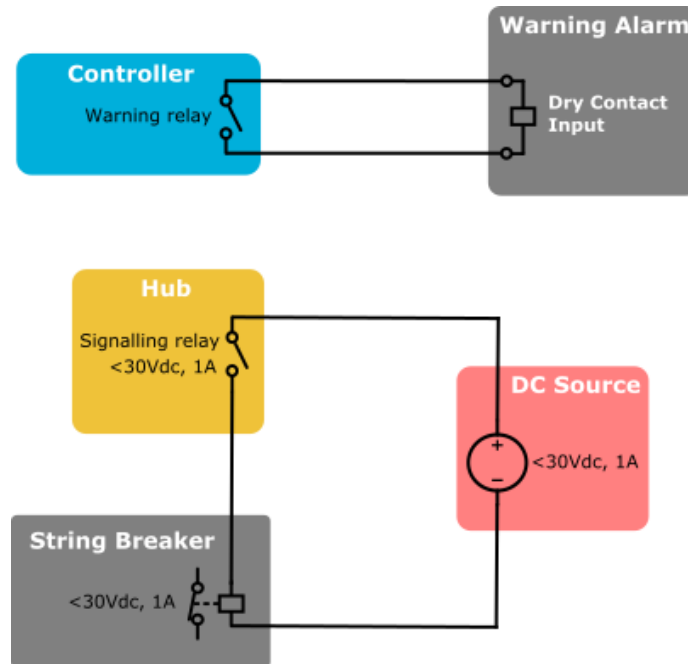 Warning Alarm
Controller
Warning relay
Dry Contact
Input
Hub
Signalling relay
<30Vdc, 1A
DC Source
+
<30Vdc, 1A
−
String Breaker
<30Vdc, 1A